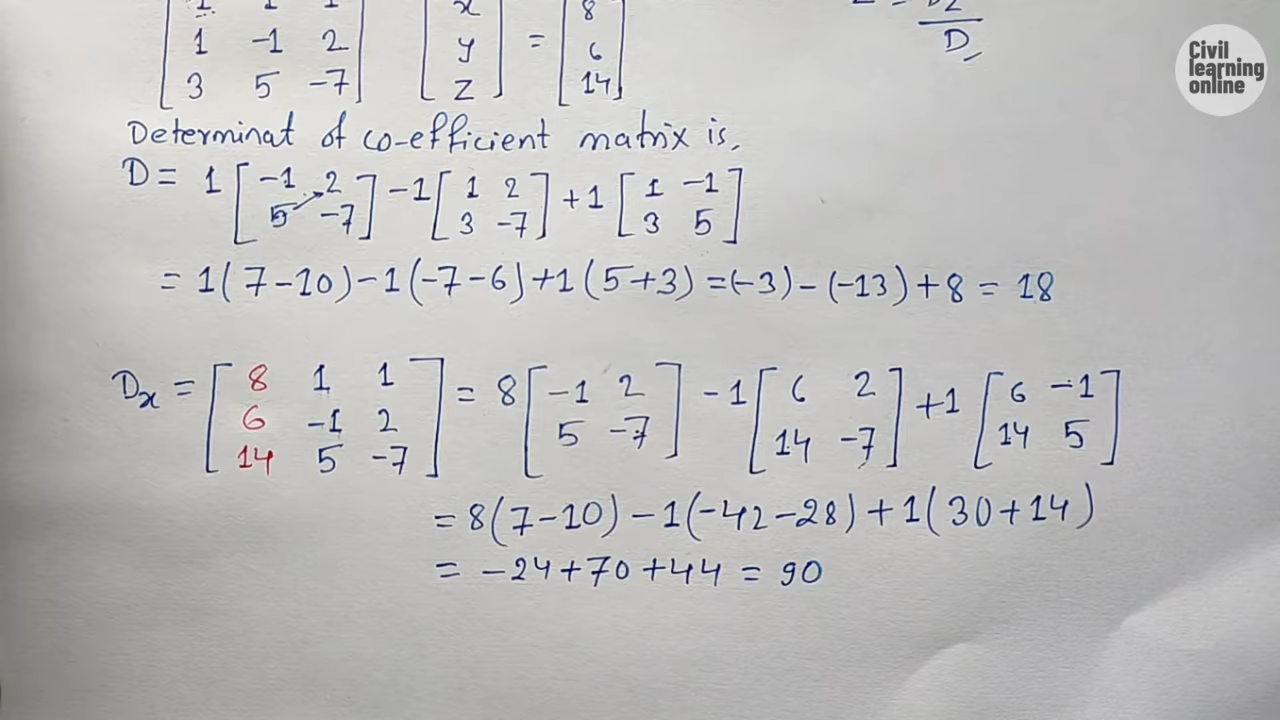 1 1 1 x 8
1 -1 2 y = 6
3 5 -7 z 14
D
Civil
learning
online
Determinat of co-efficient matrix is,
D = 1 [ -1 2 5 -7 ] -1 [ 1 2 3 -7 ] +1 [ 1 -1 3 5 ]
= 1(7-10) -1(-7-6) +1(5+3) = (-3) - (-13) + 8 = 18
Dx = [ 8 1 1 6 -1 2 14 5 -7 ] = 8 [ -1 2 5 -7 ] -1 [ 6 2 14 -7 ] +1 [ 6 -1 14 5 ]
= 8(7-10) -1(-42-28) +1(30+14)
= -24+70+44 = 90